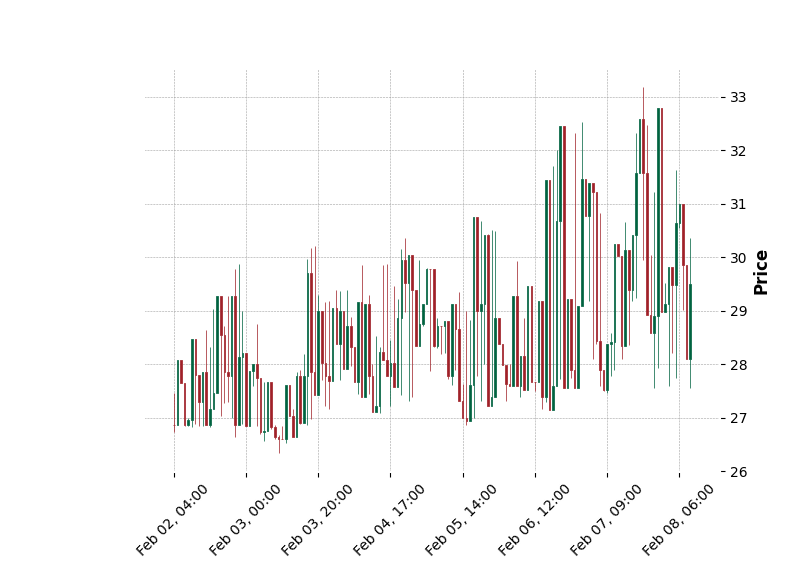 33
32
31
30
29
28
27
26
Price
Feb 02, 04:00
Feb 03, 00:00
Feb 03, 20:00
Feb 04, 17:00
Feb 05, 14:00
Feb 06, 12:00
Feb 07, 09:00
Feb 08, 06:00